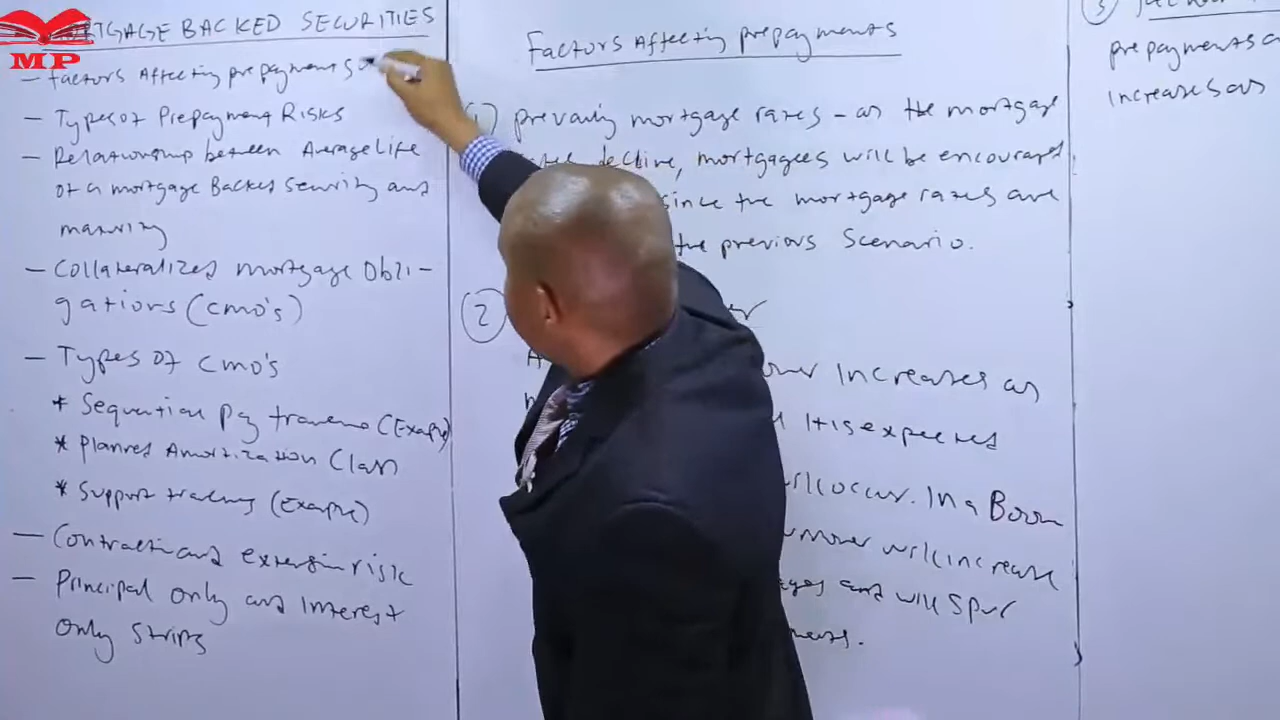 MP
MORTGAGE BACKED SECURITIES
- Factors Affecting prepayments
- Types of Prepayment Risks
- Relationship between Average Life
of a mortgage Backed Security and
maturity
- Collateralized mortgage Obli-
gations (cmo's)
- Types of cmo's
* Sequential pay tranche (Example)
* Planned Amortization Class
* Support tranche (Example)
- Contraction and extension risk
- Principal only and interest
only Strips
Factors Affecting prepayments
1) prevailing mortgage rates - as the mortgage
decline, mortgagees will be encouraged
since the mortgage rates are
the previous Scenario.
2
increases as
It is expected
occur. In a Boom
will increase
and will Spur
3
prepayments
increases as